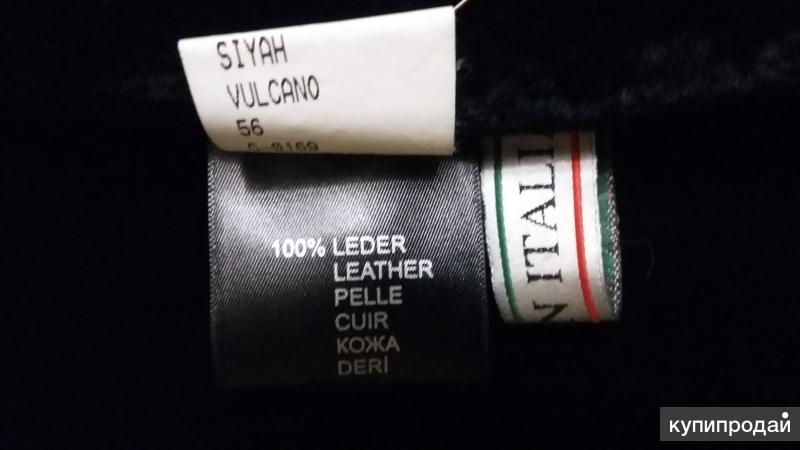 SIYAH
VULCANO
56
100% LEDER
LEATHER
PELLE
CUIR
КОЖА
DERİ
N ITALI
купипродай